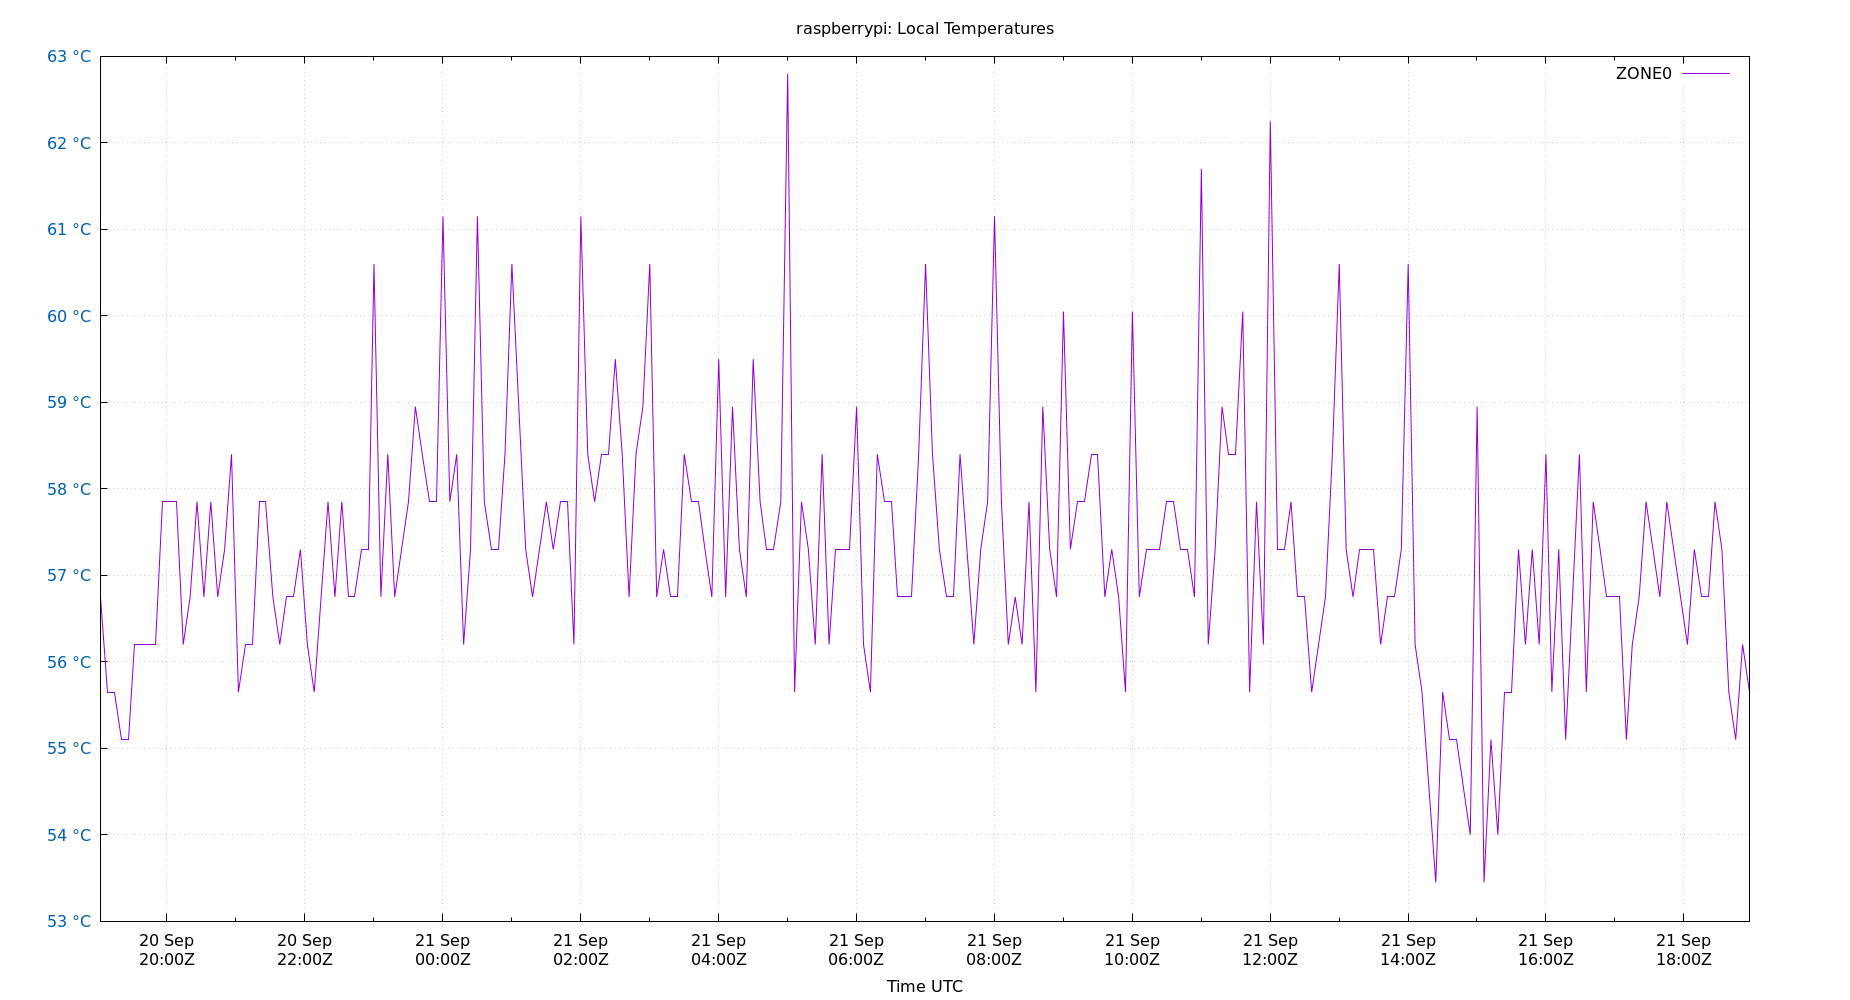 raspberrypi: Local Temperatures
63 °C
ZONE0
62 °C
61 °C
60 °C
59 °C
58 °C
57 °C
56 °C
55 °C
54 °C
53 °C
20 Sep 20 Sep 21 Sep 21 Sep 21 Sep 21 Sep 21 Sep 21 Sep 21 Sep 21 Sep 21 Sep 21 Sep
20:00Z 22:00Z 00:00Z 02:00Z 04:00Z 06:00Z 08:00Z 10:00Z 12:00Z 14:00Z 16:00Z 18:00Z
Time UTC